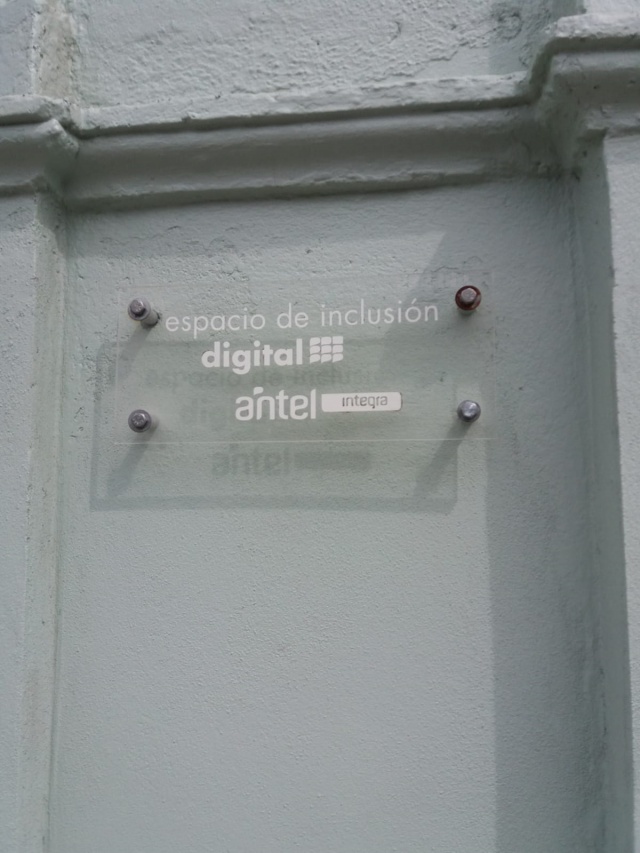 espacio de inclusión
digital
antel integra